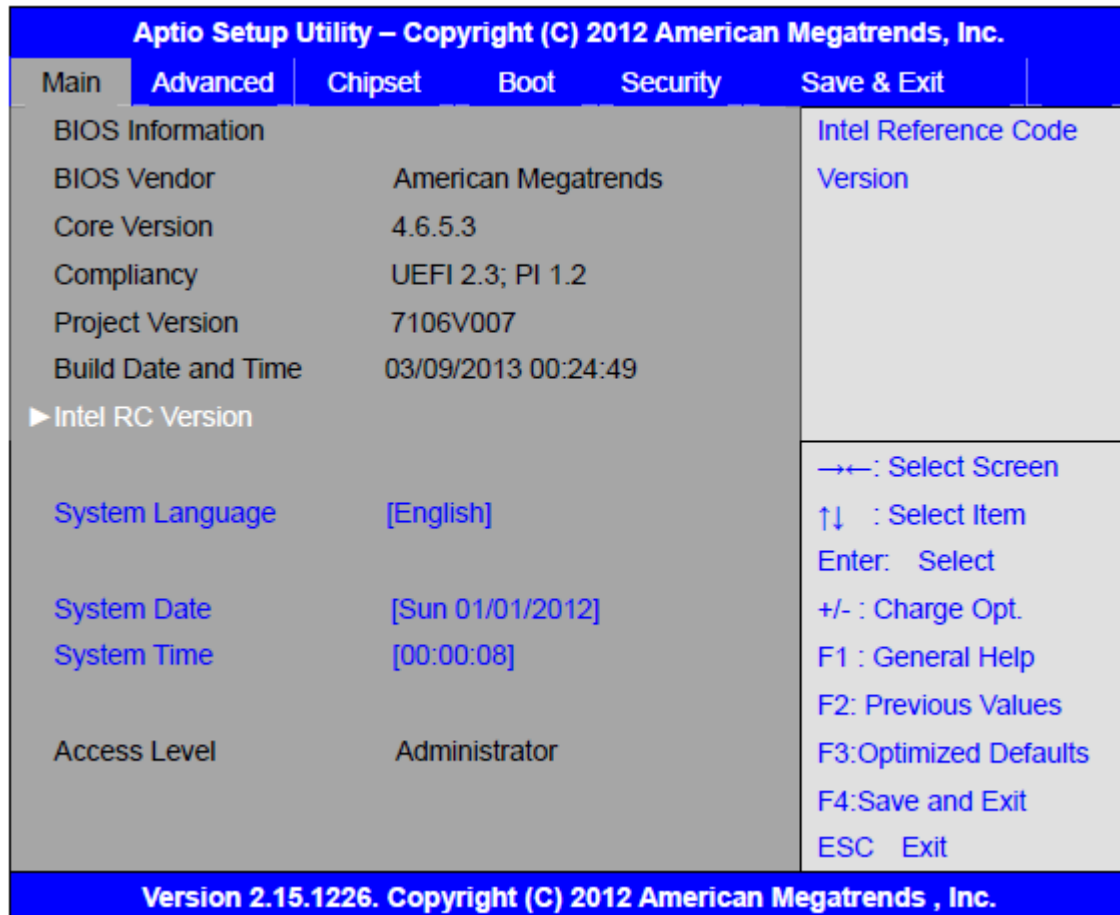 Aptio Setup Utility – Copyright (C) 2012 American Megatrends, Inc.
Main Advanced Chipset Boot Security Save & Exit
BIOS Information
BIOS Vendor American Megatrends
Core Version 4.6.5.3
Compliancy UEFI 2.3; PI 1.2
Project Version 7106V007
Build Date and Time 03/09/2013 00:24:49
►Intel RC Version
System Language [English]
System Date [Sun 01/01/2012]
System Time [00:00:08]
Access Level Administrator
Intel Reference Code
Version
→←: Select Screen
↑↓ : Select Item
Enter: Select
+/- : Charge Opt.
F1 : General Help
F2: Previous Values
F3:Optimized Defaults
F4:Save and Exit
ESC Exit
Version 2.15.1226. Copyright (C) 2012 American Megatrends , Inc.